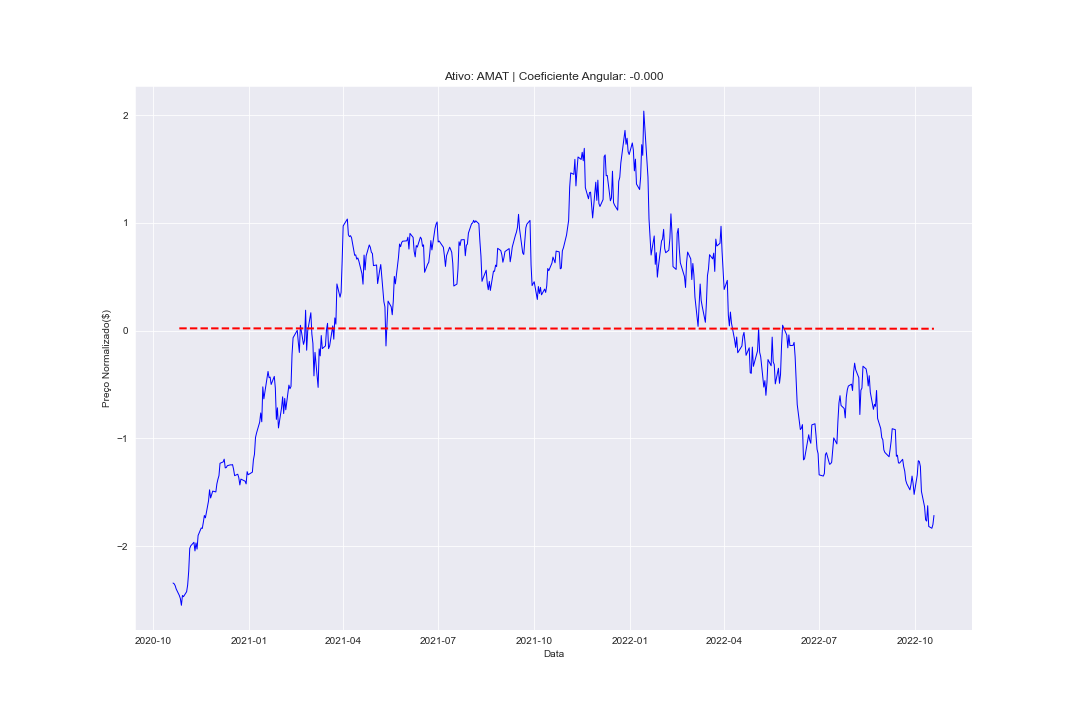 Ativo: AMAT | Coeficiente Angular: -0.000
Preço Normalizado($)
2
1
0
−1
−2
2020-10 2021-01 2021-04 2021-07 2021-10 2022-01 2022-04 2022-07 2022-10
Data